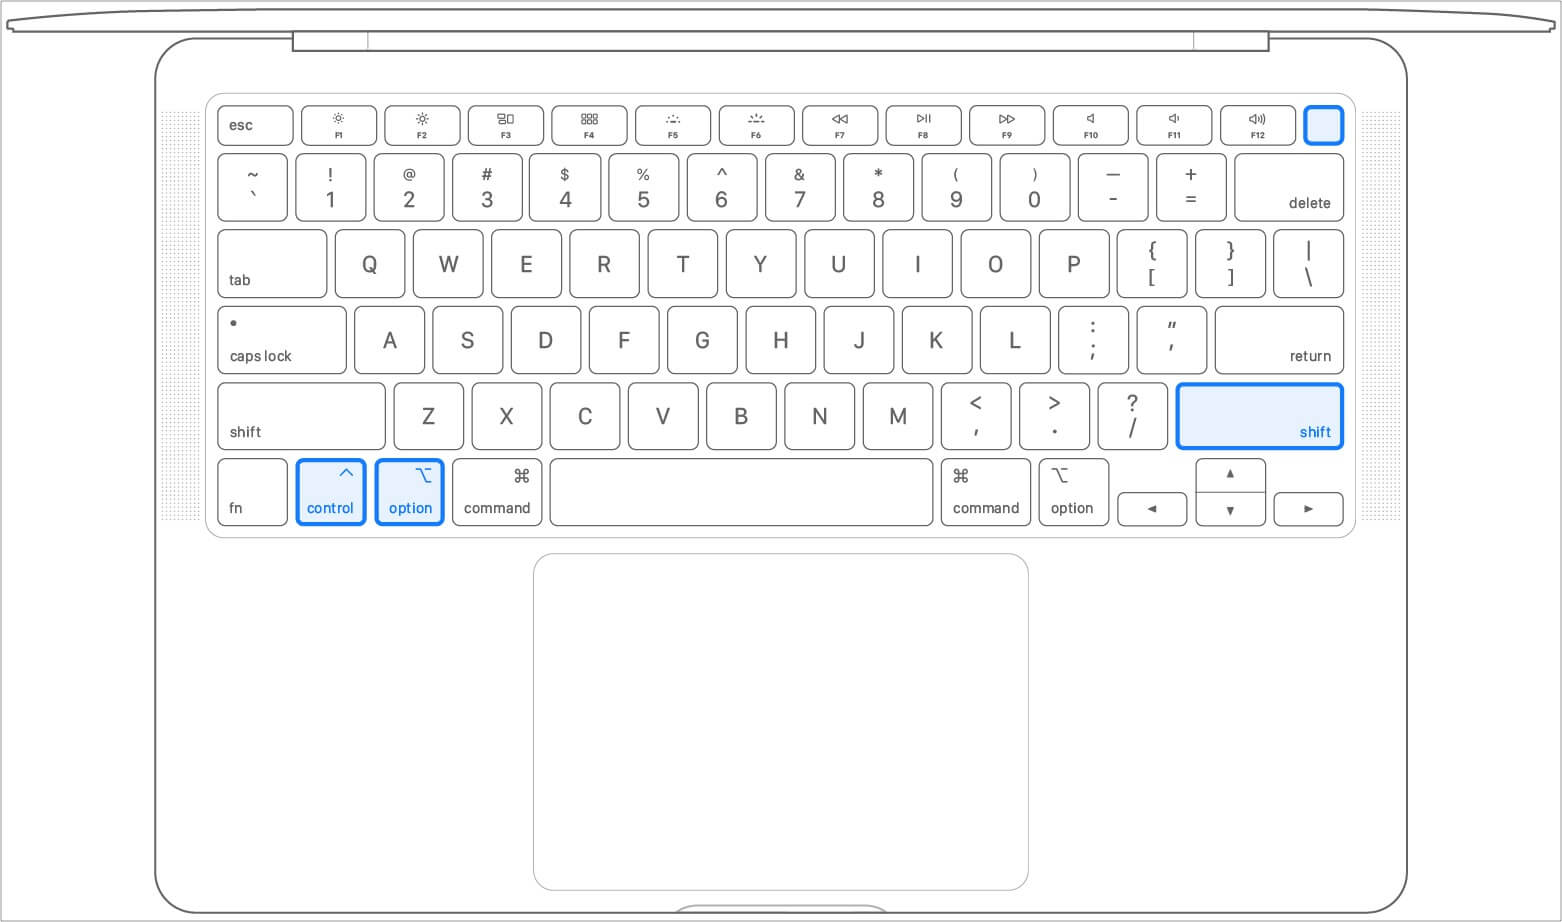 esc F1 F2 F3 F4 F5 F6 F7 F8 F9 F10 F11 F12
~ ! @ # $ % ^ & * ( ) — +
` 1 2 3 4 5 6 7 8 9 0 - = delete
Q W E R T Y U I O P { } |
tab [ ] \
A S D F G H J K L : "
caps lock ; ' return
Z X C V B N M < > ?
shift , . / shift
^ ⌥ ⌘ ⌘ ⌥
fn control option command command option